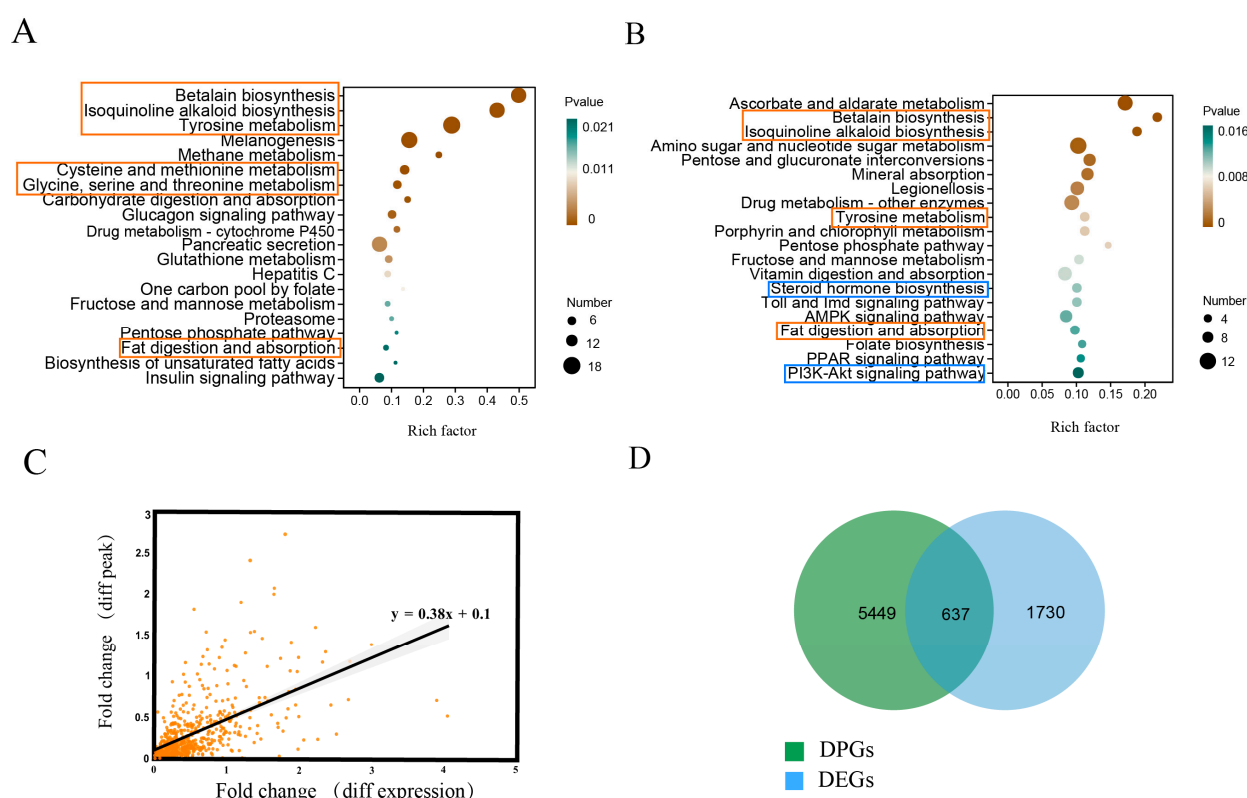 A
Betalain biosynthesis
Isoquinoline alkaloid biosynthesis
Tyrosine metabolism
Melanogenesis
Methane metabolism
Cysteine and methionine metabolism
Glycine, serine and threonine metabolism
Carbohydrate digestion and absorption
Glucagon signaling pathway
Drug metabolism - cytochrome P450
Pancreatic secretion
Glutathione metabolism
Hepatitis C
One carbon pool by folate
Fructose and mannose metabolism
Proteasome
Pentose phosphate pathway
Fat digestion and absorption
Biosynthesis of unsaturated fatty acids
Insulin signaling pathway
0.0 0.1 0.2 0.3 0.4 0.5
Rich factor
Pvalue
0.021
0.011
0
Number
6
12
18
B
Ascorbate and aldarate metabolism
Betalain biosynthesis
Isoquinoline alkaloid biosynthesis
Amino sugar and nucleotide sugar metabolism
Pentose and glucuronate interconversions
Mineral absorption
Legionellosis
Drug metabolism - other enzymes
Tyrosine metabolism
Porphyrin and chlorophyll metabolism
Pentose phosphate pathway
Fructose and mannose metabolism
Vitamin digestion and absorption
Steroid hormone biosynthesis
Toll and Imd signaling pathway
AMPK signaling pathway
Fat digestion and absorption
Folate biosynthesis
PPAR signaling pathway
PI3K-Akt signaling pathway
0.00 0.05 0.10 0.15 0.20
Rich factor
Pvalue
0.016
0.008
0
Number
4
8
12
C
Fold change （diff peak）
3
2.5
2
1.5
1
0.5
0
y = 0.38x + 0.1
0 1 2 3 4 5
Fold change （diff expression）
D
5449 637 1730
DPGs
DEGs